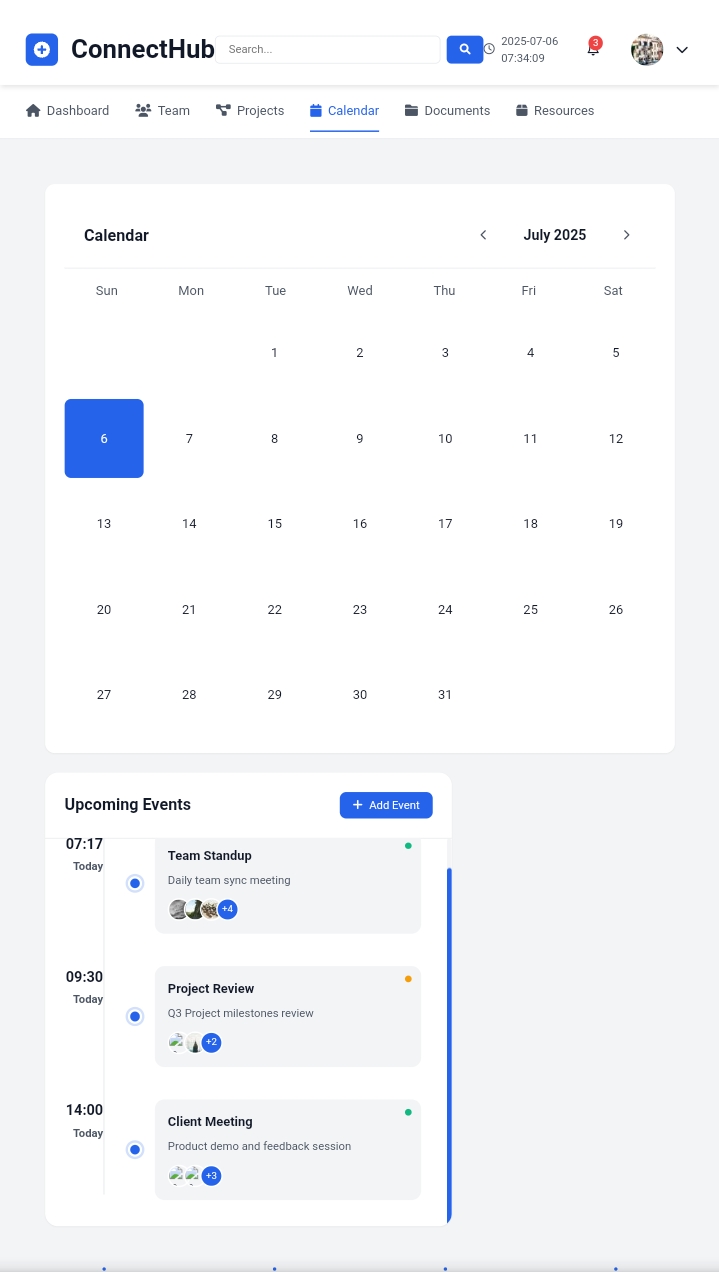 ConnectHub
Search...
2025-07-06
07:34:09
3
Dashboard Team Projects Calendar Documents Resources
Calendar
July 2025
Sun Mon Tue Wed Thu Fri Sat
1 2 3 4 5
6 7 8 9 10 11 12
13 14 15 16 17 18 19
20 21 22 23 24 25 26
27 28 29 30 31
Upcoming Events
Add Event
07:17
Today
Team Standup
Daily team sync meeting
+4
09:30
Today
Project Review
Q3 Project milestones review
+2
14:00
Today
Client Meeting
Product demo and feedback session
+3